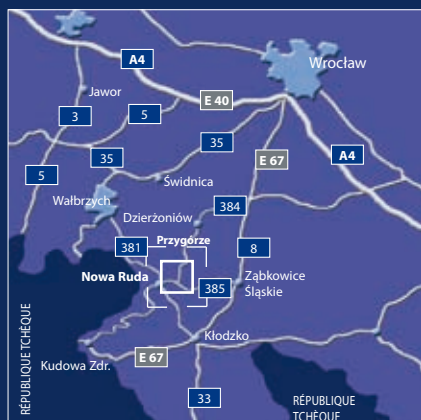 A4
Wrocław
Jawor
E 40
3
5
35
5
35
E 67
A4
Świdnica
Wałbrzych
384
Dzierżoniów
381
Przygórze
8
Nowa Ruda
385
Ząbkowice
Śląskie
RÉPUBLIQUE TCHÈQUE
Kłodzko
E 67
Kudowa Zdr.
33
RÉPUBLIQUE
TCHÈQUE